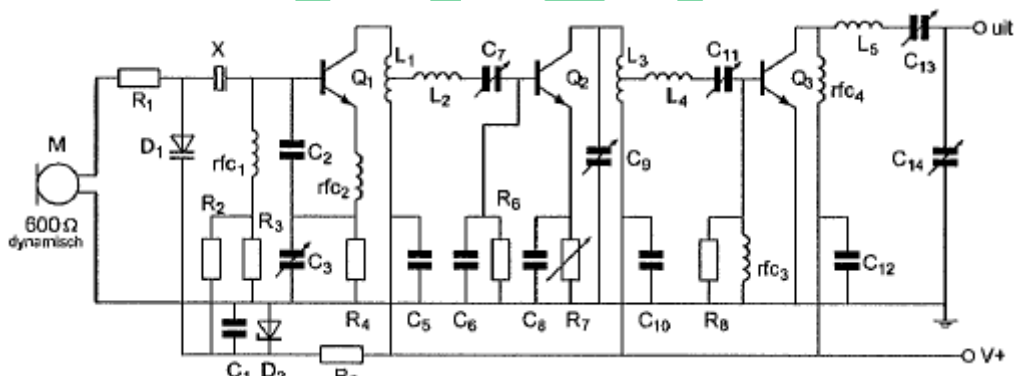 X
R1
D1
M
600Ω
dynamisch
rfc1
R2
R3
C2
C3
Q1
rfc2
R4
L1
L2
C7
C5
C6
R6
C8
R7
Q2
C9
L3
L4
C11
C10
R8
rfc3
Q3
rfc4
L5
C13
C14
C12
uit
V+
C1
D2